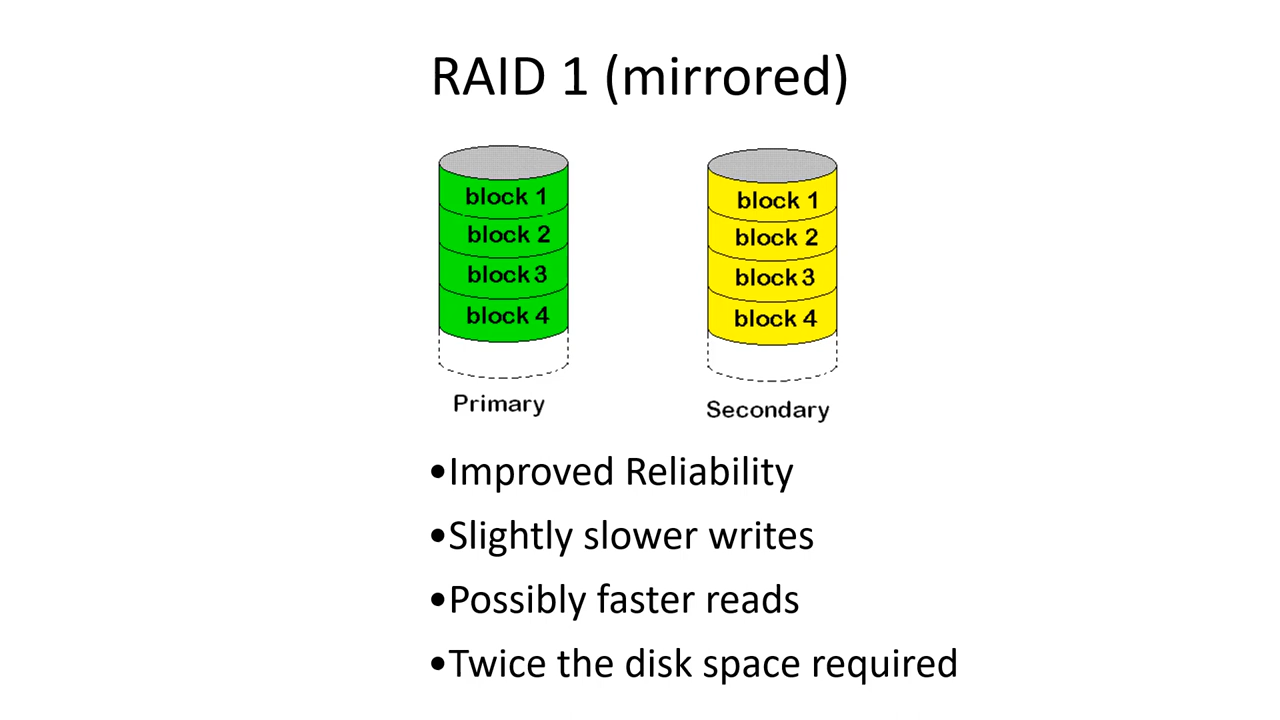 RAID 1 (mirrored)
block 1
block 2
block 3
block 4
Primary
block 1
block 2
block 3
block 4
Secondary
•Improved Reliability
•Slightly slower writes
•Possibly faster reads
•Twice the disk space required